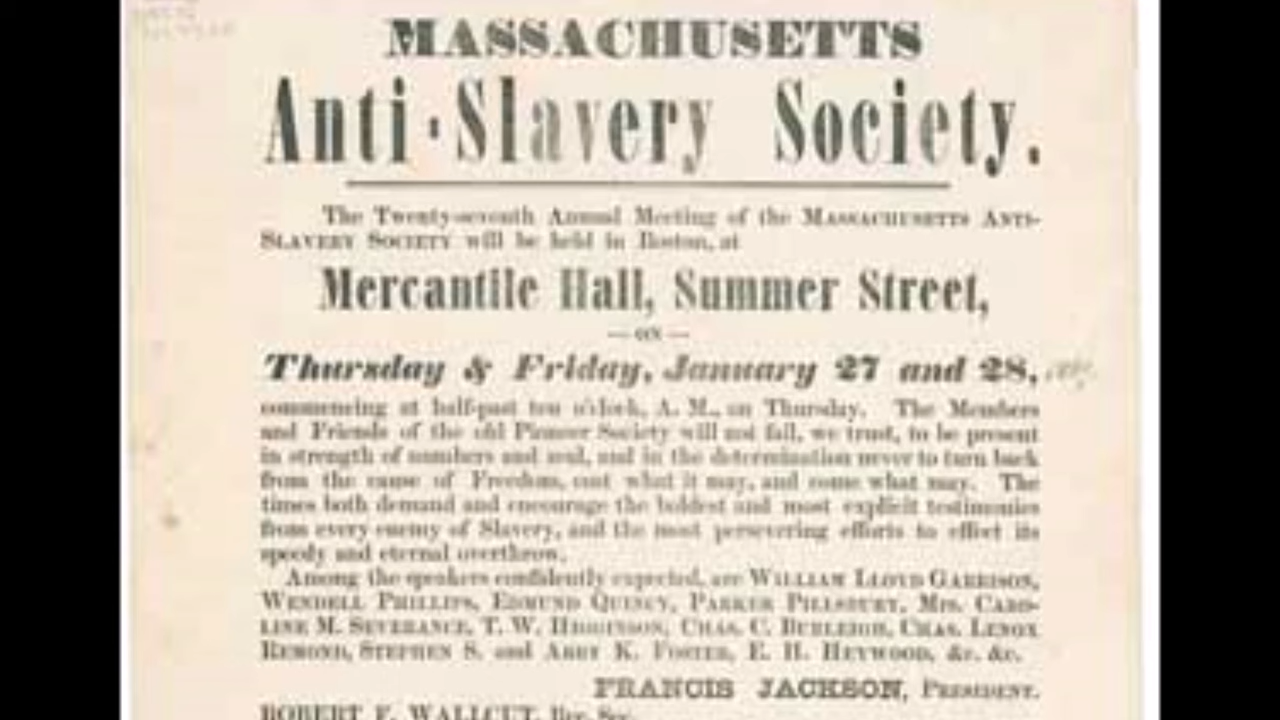 MASSACHUSETTS
Anti-Slavery Society.
The Twenty-seventh Annual Meeting of the MASSACHUSETTS ANTI-
SLAVERY SOCIETY will be held in Boston, at
Mercantile Hall, Summer Street,
— ON —
Thursday & Friday, January 27 and 28,
commencing at half-past ten o'clock, A. M., on Thursday. The Members
and Friends of the old Pioneer Society will not fail, we trust, to be present
in strength of numbers and zeal, and in the determination never to turn back
from the cause of Freedom, cost what it may, and come what may. The
times both demand and encourage the boldest and most explicit testimonies
from every enemy of Slavery, and the most persevering efforts to effect its
speedy and eternal overthrow.
Among the speakers confidently expected, are WILLIAM LLOYD GARRISON,
WENDELL PHILLIPS, EDMUND QUINCY, PARKER PILLSBURY, MRS. CARO-
LINE M. SEVERANCE, T. W. HIGGINSON, CHAS. C. BURLEIGH, CHAS. LENOX
REMOND, STEPHEN S. and ABBY K. FOSTER, E. H. HEYWOOD, &c. &c.
FRANCIS JACKSON, PRESIDENT.
ROBERT F. WALLCUT, Rec. Sec.